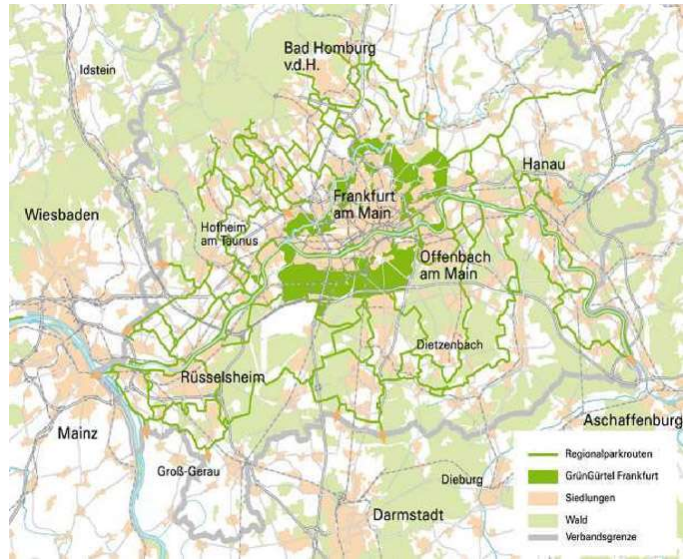 Bad Homburg
v.d.H.
Idstein
Hanau
Frankfurt
am Main
Wiesbaden
Hofheim
am Taunus
Offenbach
am Main
Dietzenbach
Rüsselsheim
Aschaffenburg
Mainz
Groß-Gerau
Dieburg
Darmstadt
Regionalparkrouten
GrünGürtel Frankfurt
Siedlungen
Wald
Verbandsgrenze